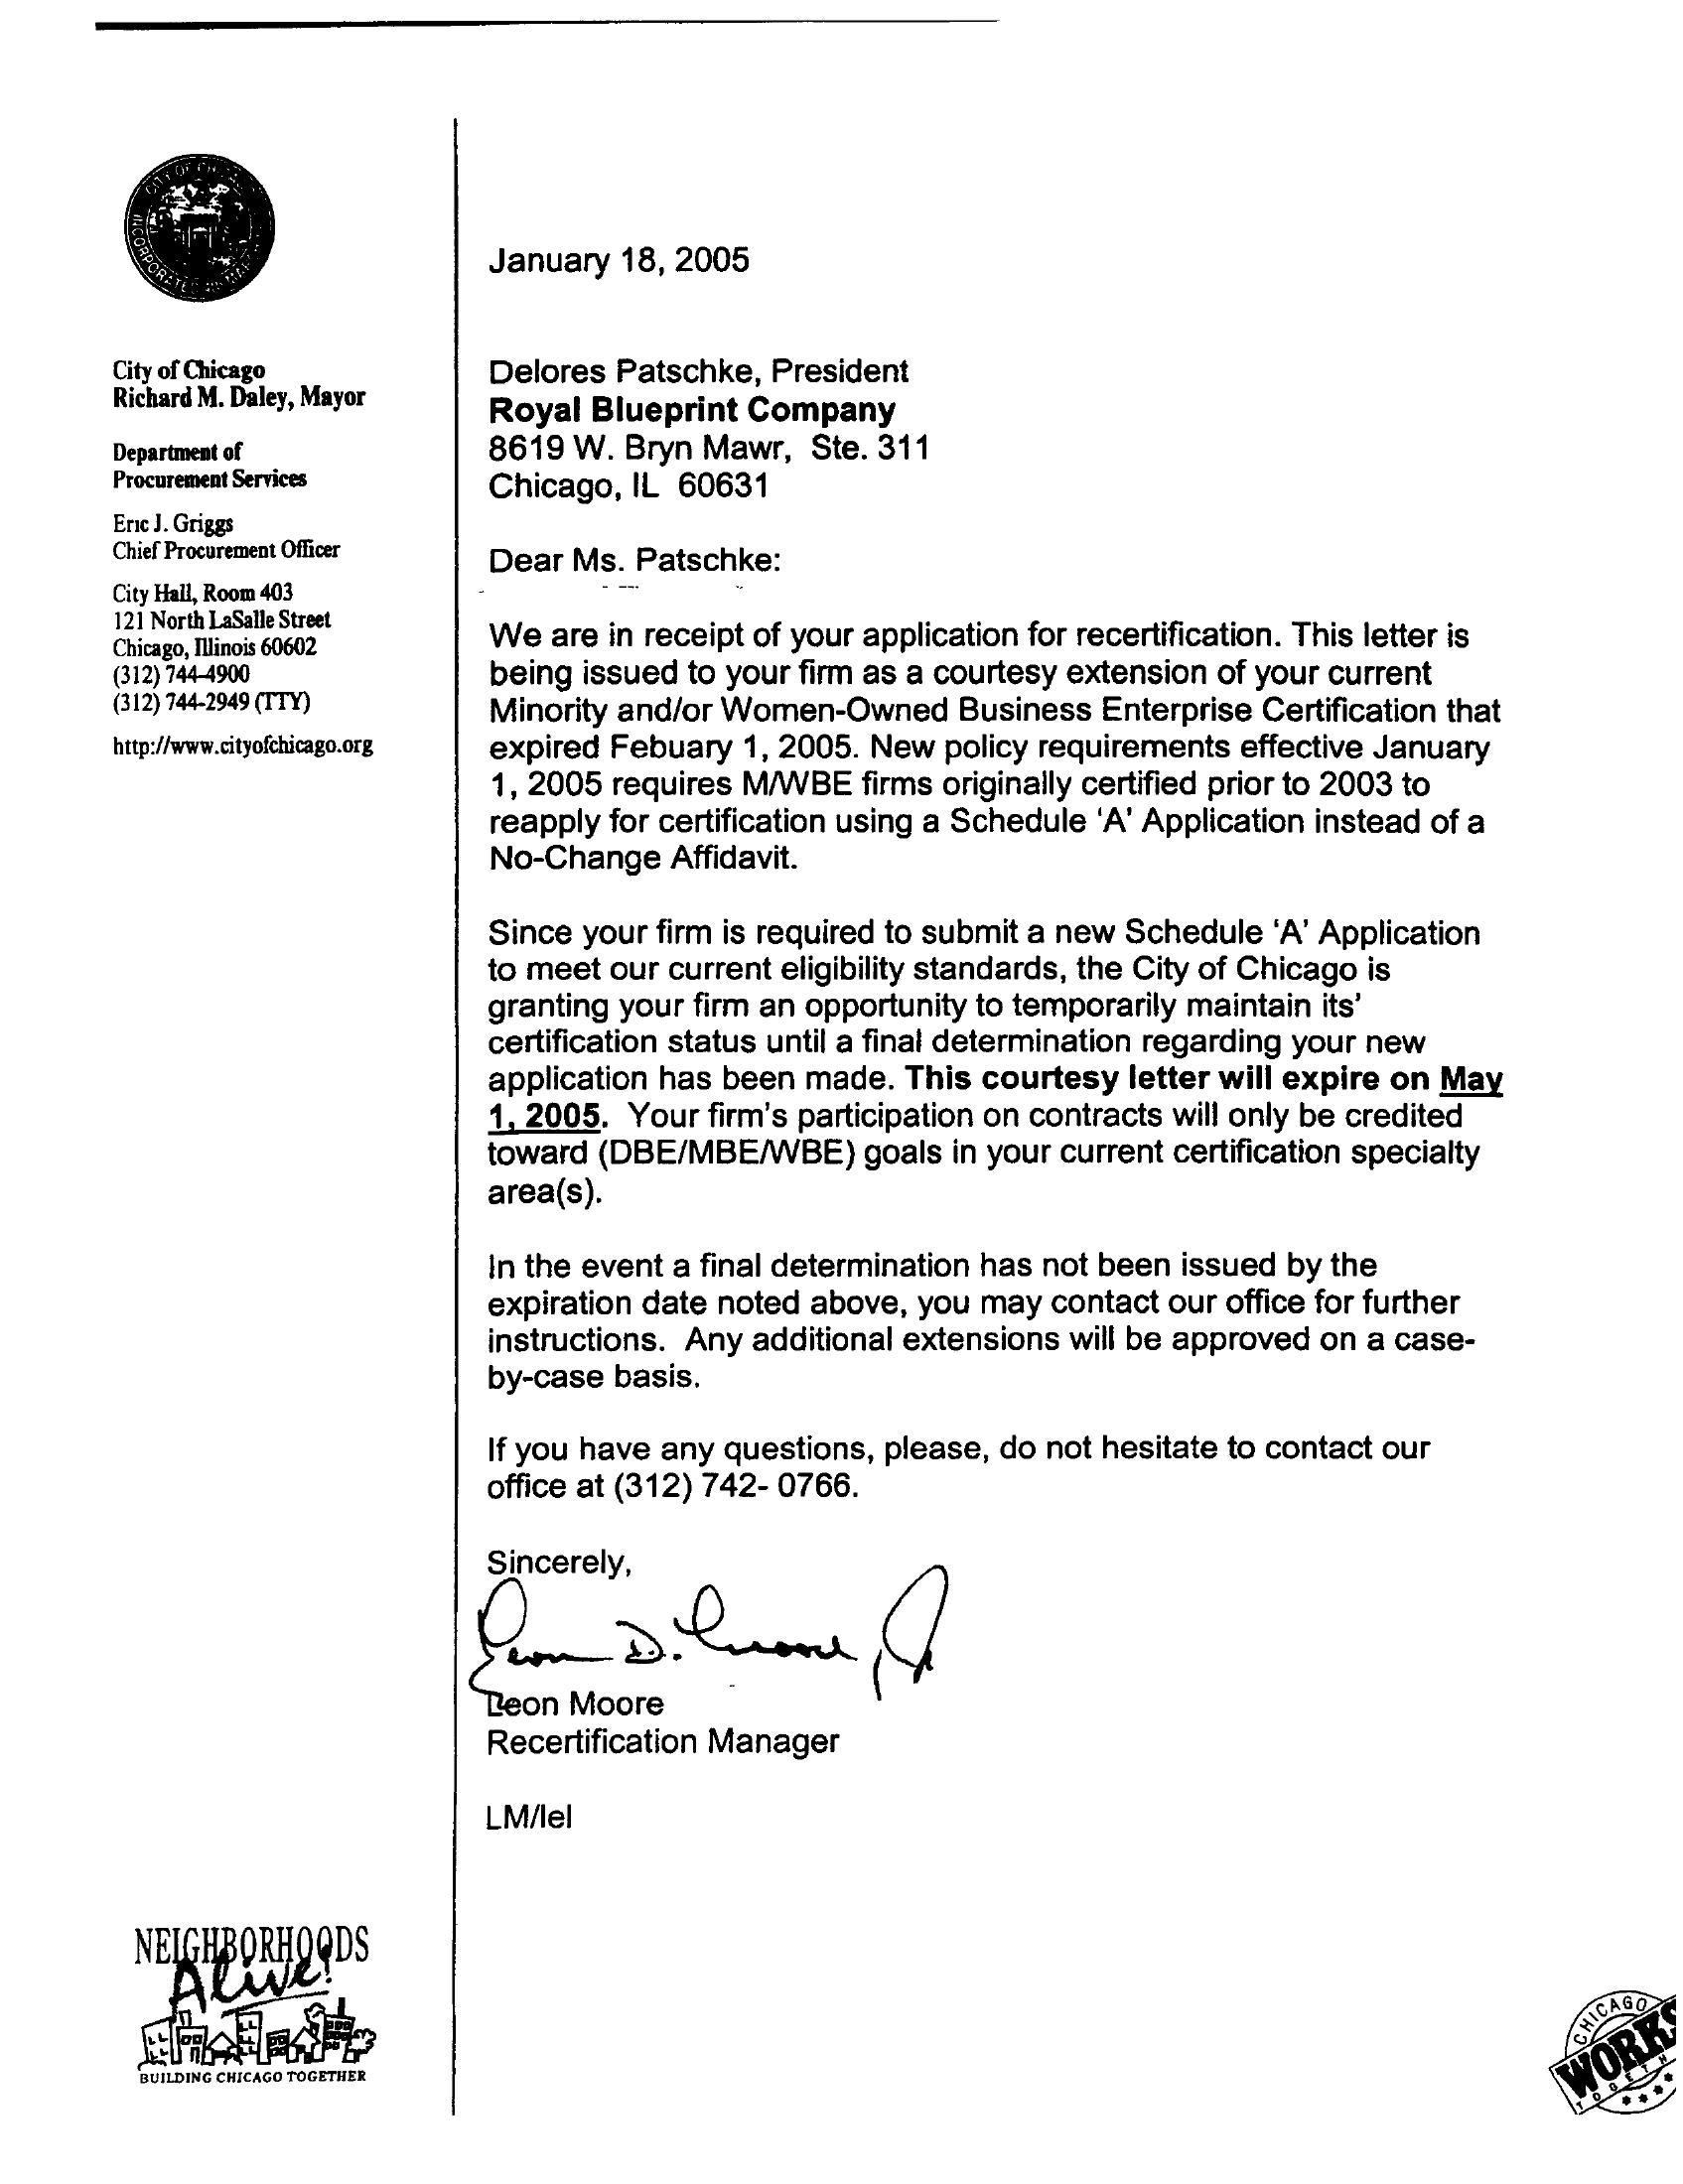 City of Chicago
Richard M. Daley, Mayor
Department of
Procurement Services
Eric J. Griggs
Chief Procurement Officer
City Hall, Room 403
121 North LaSalle Street
Chicago, Illinois 60602
(312) 744-4900
(312) 744-2949 (TTY)
http://www.cityofchicago.org
January 18, 2005
Delores Patschke, President
Royal Blueprint Company
8619 W. Bryn Mawr, Ste. 311
Chicago, IL 60631
Dear Ms. Patschke:
We are in receipt of your application for recertification. This letter is
being issued to your firm as a courtesy extension of your current
Minority and/or Women-Owned Business Enterprise Certification that
expired Febuary 1, 2005. New policy requirements effective January
1, 2005 requires M/WBE firms originally certified prior to 2003 to
reapply for certification using a Schedule ‘A’ Application instead of a
No-Change Affidavit.
Since your firm is required to submit a new Schedule ‘A’ Application
to meet our current eligibility standards, the City of Chicago is
granting your firm an opportunity to temporarily maintain its’
certification status until a final determination regarding your new
application has been made. This courtesy letter will expire on May
1, 2005. Your firm's participation on contracts will only be credited
toward (DBE/MBE/WBE) goals in your current certification specialty
area(s).
In the event a final determination has not been issued by the
expiration date noted above, you may contact our office for further
instructions. Any additional extensions will be approved on a case-
by-case basis.
If you have any questions, please, do not hesitate to contact our
office at (312) 742- 0766.
Sincerely,
Leon Moore
Recertification Manager
LM/lel
NEIGHBORHOODS
Alive!
BUILDING CHICAGO TOGETHER
CHICAGO
WORKS